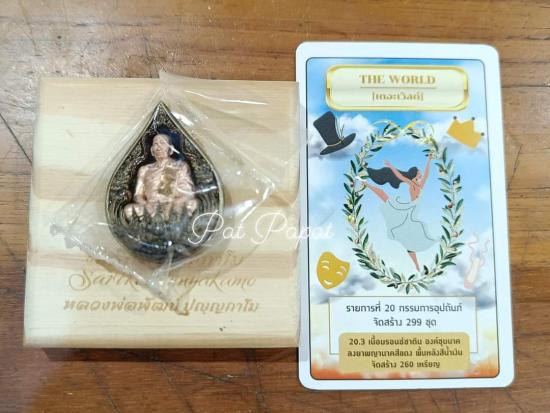 THE WORLD
[เดอะเวิลด์]
Pat Papat
หลวงพ่อพัฒน์ ปุญฺญกาโม
รายการที่ 20 กรรมการอุปถัมภ์
จัดสร้าง 299 ชุด
20.3 เนื้อบรอนซ์ซาติน องค์ชุบนาค
ลงยาพญานาคสีแดง พื้นหลังสีน้ำเงิน
จัดสร้าง 260 เหรียญ